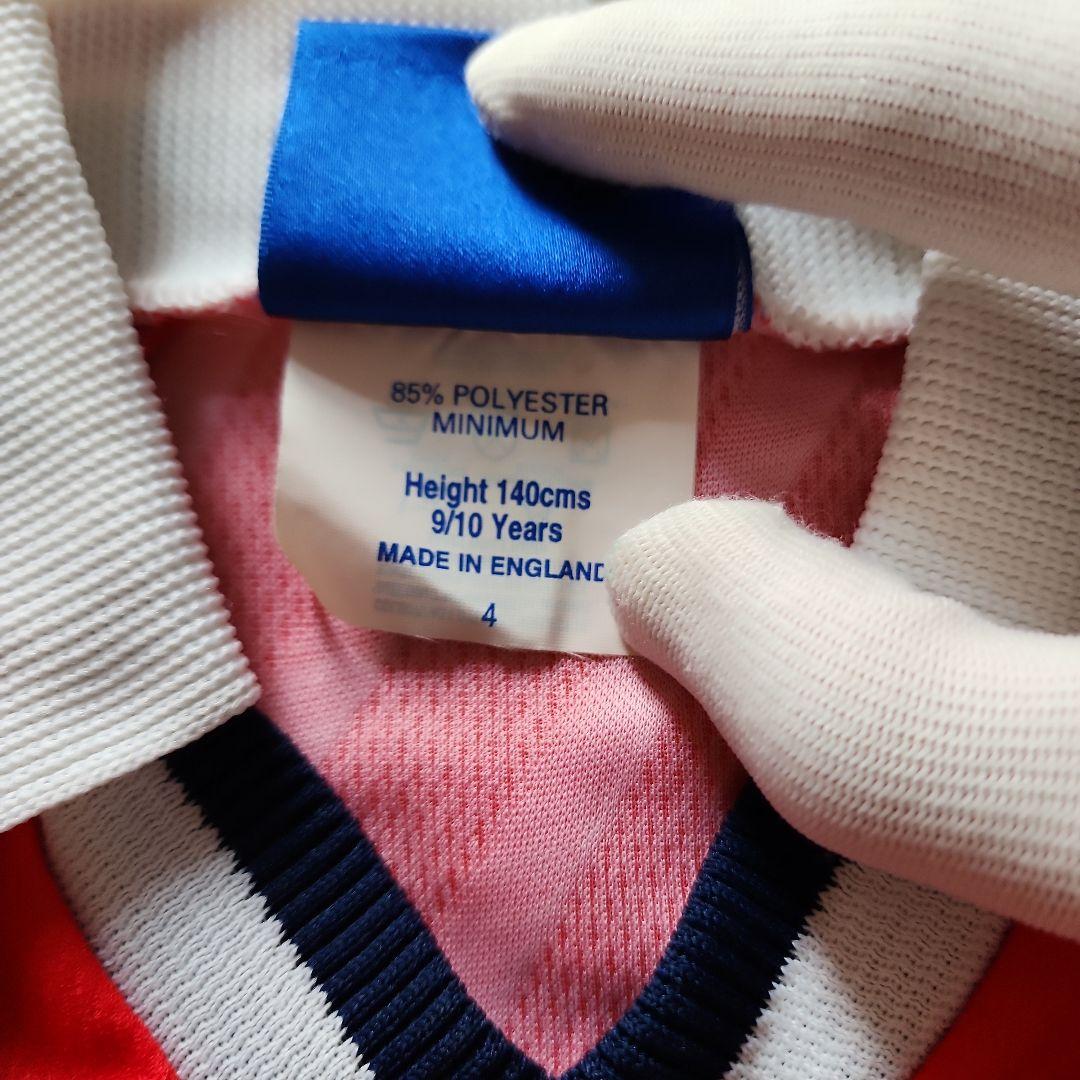 85% POLYESTER
MINIMUM
Height 140cms
9/10 Years
MADE IN ENGLAND
4